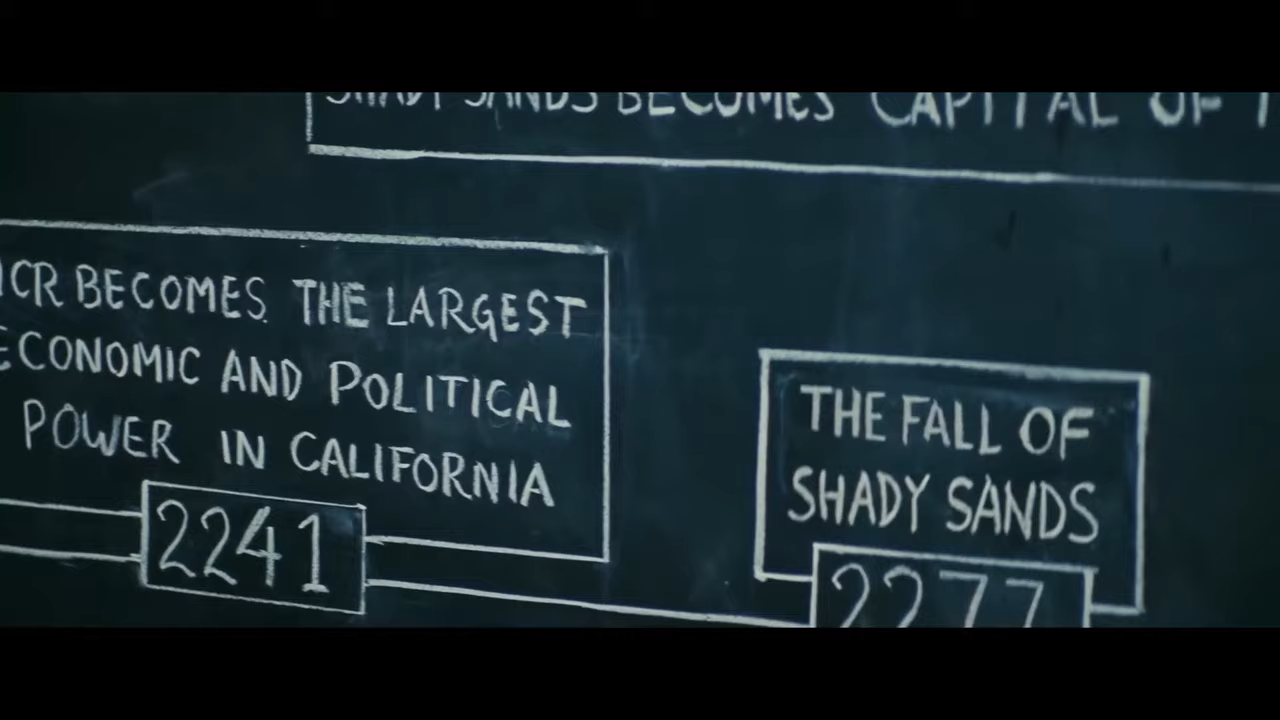 SHADY SANDS BECOMES CAPITAL OF
CR BECOMES THE LARGEST
ECONOMIC AND POLITICAL
POWER IN CALIFORNIA
2241
THE FALL OF
SHADY SANDS
2277